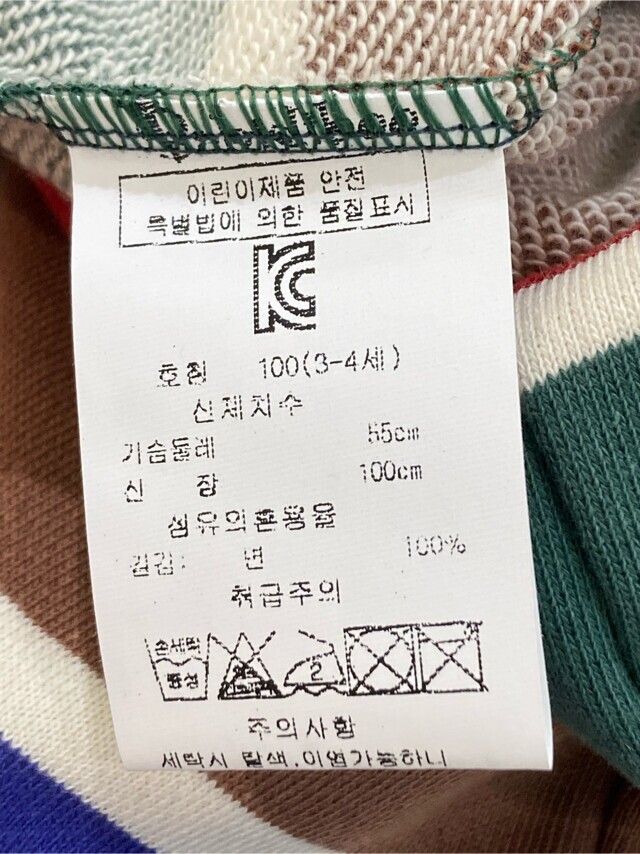 어린이제품 안전
특별법에 의한 품질표시
KC
호칭 100(3-4세)
신체치수
가슴둘레 55cm
신 장 100cm
섬유의혼용율
겉감: 면 100%
취급주의
손세탁
중성 2
주의사항
세탁시 탈색,이염가능하니